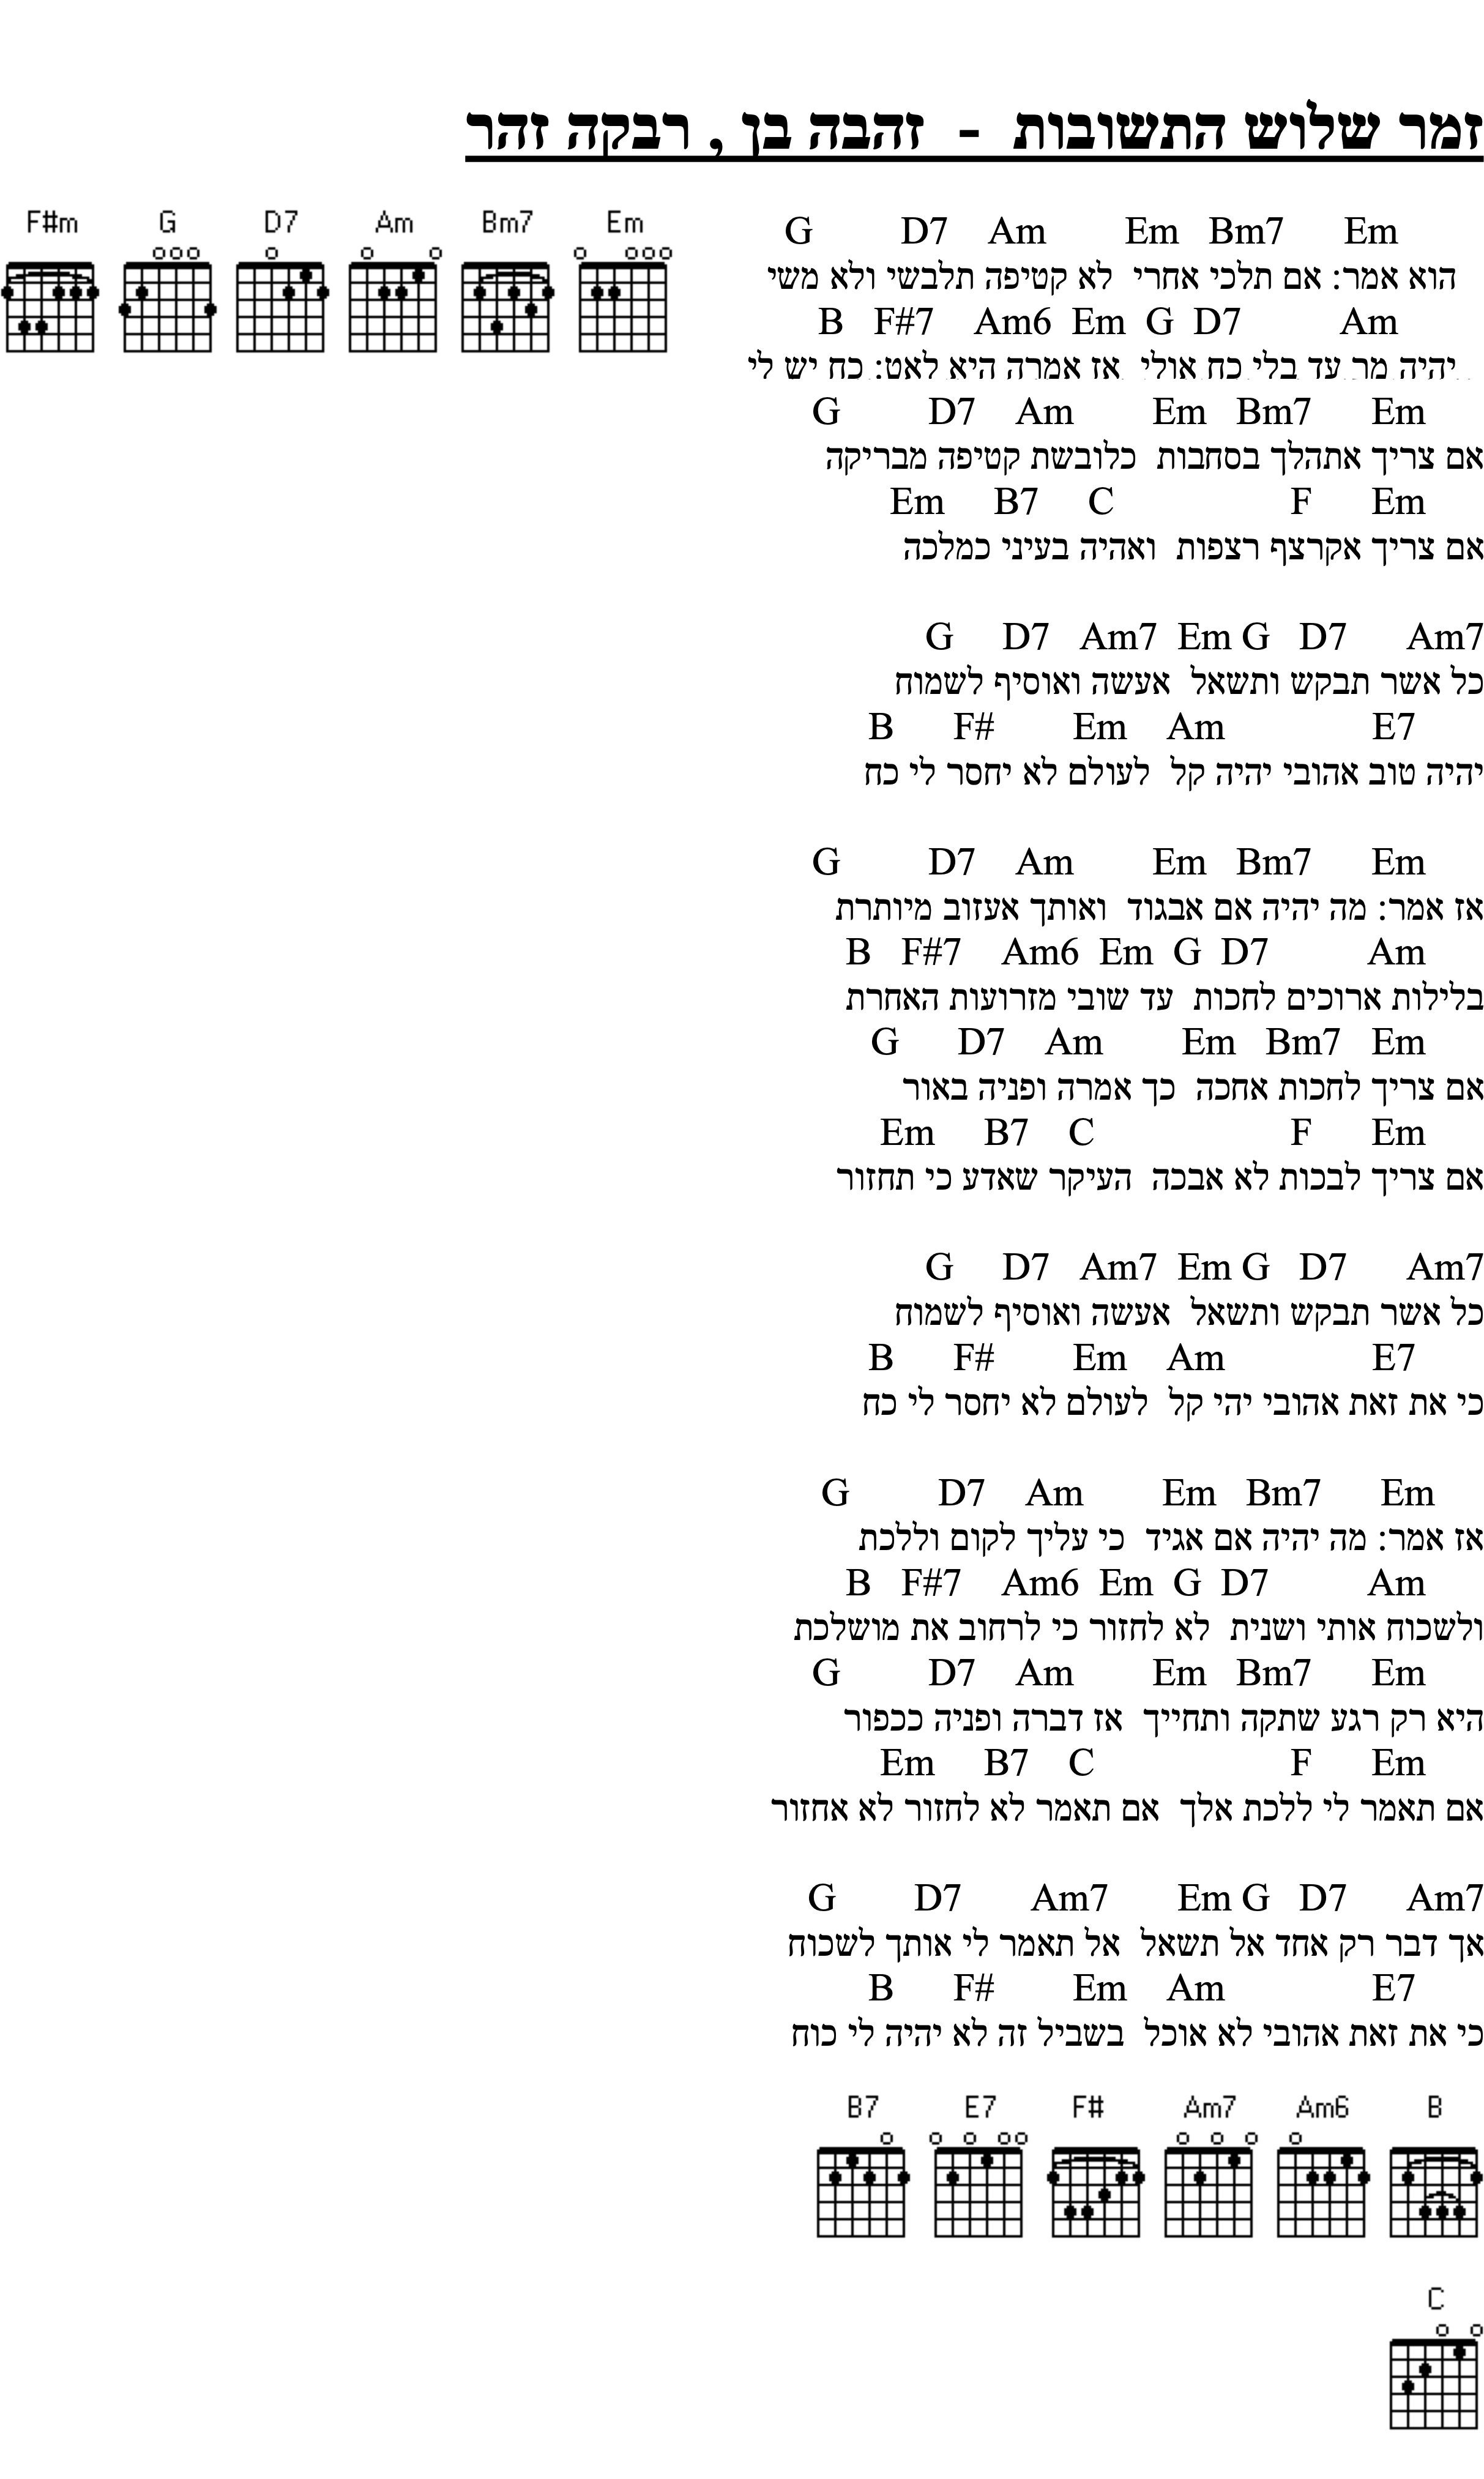 זמר שלוש התשובות - זהבה בן , רבקה זהר
F#m G D7 Am Bm7 Em
G D7 Am Em Bm7 Em
הוא אמר: אם תלכי אחרי לא קטיפה תלבשי ולא משי
B F#7 Am6 Em G D7 Am
יהיה מר עד בלי כח אולי אז אמרה היא לאט: כח יש לי
G D7 Am Em Bm7 Em
אם צריך אתהלך בסחבות כלובשת קטיפה מבריקה
Em B7 C F Em
אם צריך אקרצף רצפות ואהיה בעיני כמלכה
G D7 Am7 Em G D7 Am7
כל אשר תבקש ותשאל אעשה ואוסיף לשמוח
B F# Em Am E7
יהיה טוב אהובי יהיה קל לעולם לא יחסר לי כח
G D7 Am Em Bm7 Em
אז אמר: מה יהיה אם אבגוד ואותך אעזוב מיותרת
B F#7 Am6 Em G D7 Am
בלילות ארוכים לחכות עד שובי מזרועות האחרת
G D7 Am Em Bm7 Em
אם צריך לחכות אחכה כך אמרה ופניה באור
Em B7 C F Em
אם צריך לבכות לא אבכה העיקר שאדע כי תחזור
G D7 Am7 Em G D7 Am7
כל אשר תבקש ותשאל אעשה ואוסיף לשמוח
B F# Em Am E7
כי את זאת אהובי יהי קל לעולם לא יחסר לי כח
G D7 Am Em Bm7 Em
אז אמר: מה יהיה אם אגיד כי עליך לקום וללכת
B F#7 Am6 Em G D7 Am
ולשכוח אותי ושנית לא לחזור כי לרחוב את מושלכת
G D7 Am Em Bm7 Em
היא רק רגע שתקה ותחייך אז דברה ופניה ככפור
Em B7 C F Em
אם תאמר לי ללכת אלך אם תאמר לא לחזור לא אחזור
G D7 Am7 Em G D7 Am7
אך דבר רק אחד אל תשאל אל תאמר לי אותך לשכוח
B F# Em Am E7
כי את זאת אהובי לא אוכל בשביל זה לא יהיה לי כוח
B7 E7 F# Am7 Am6 B
C